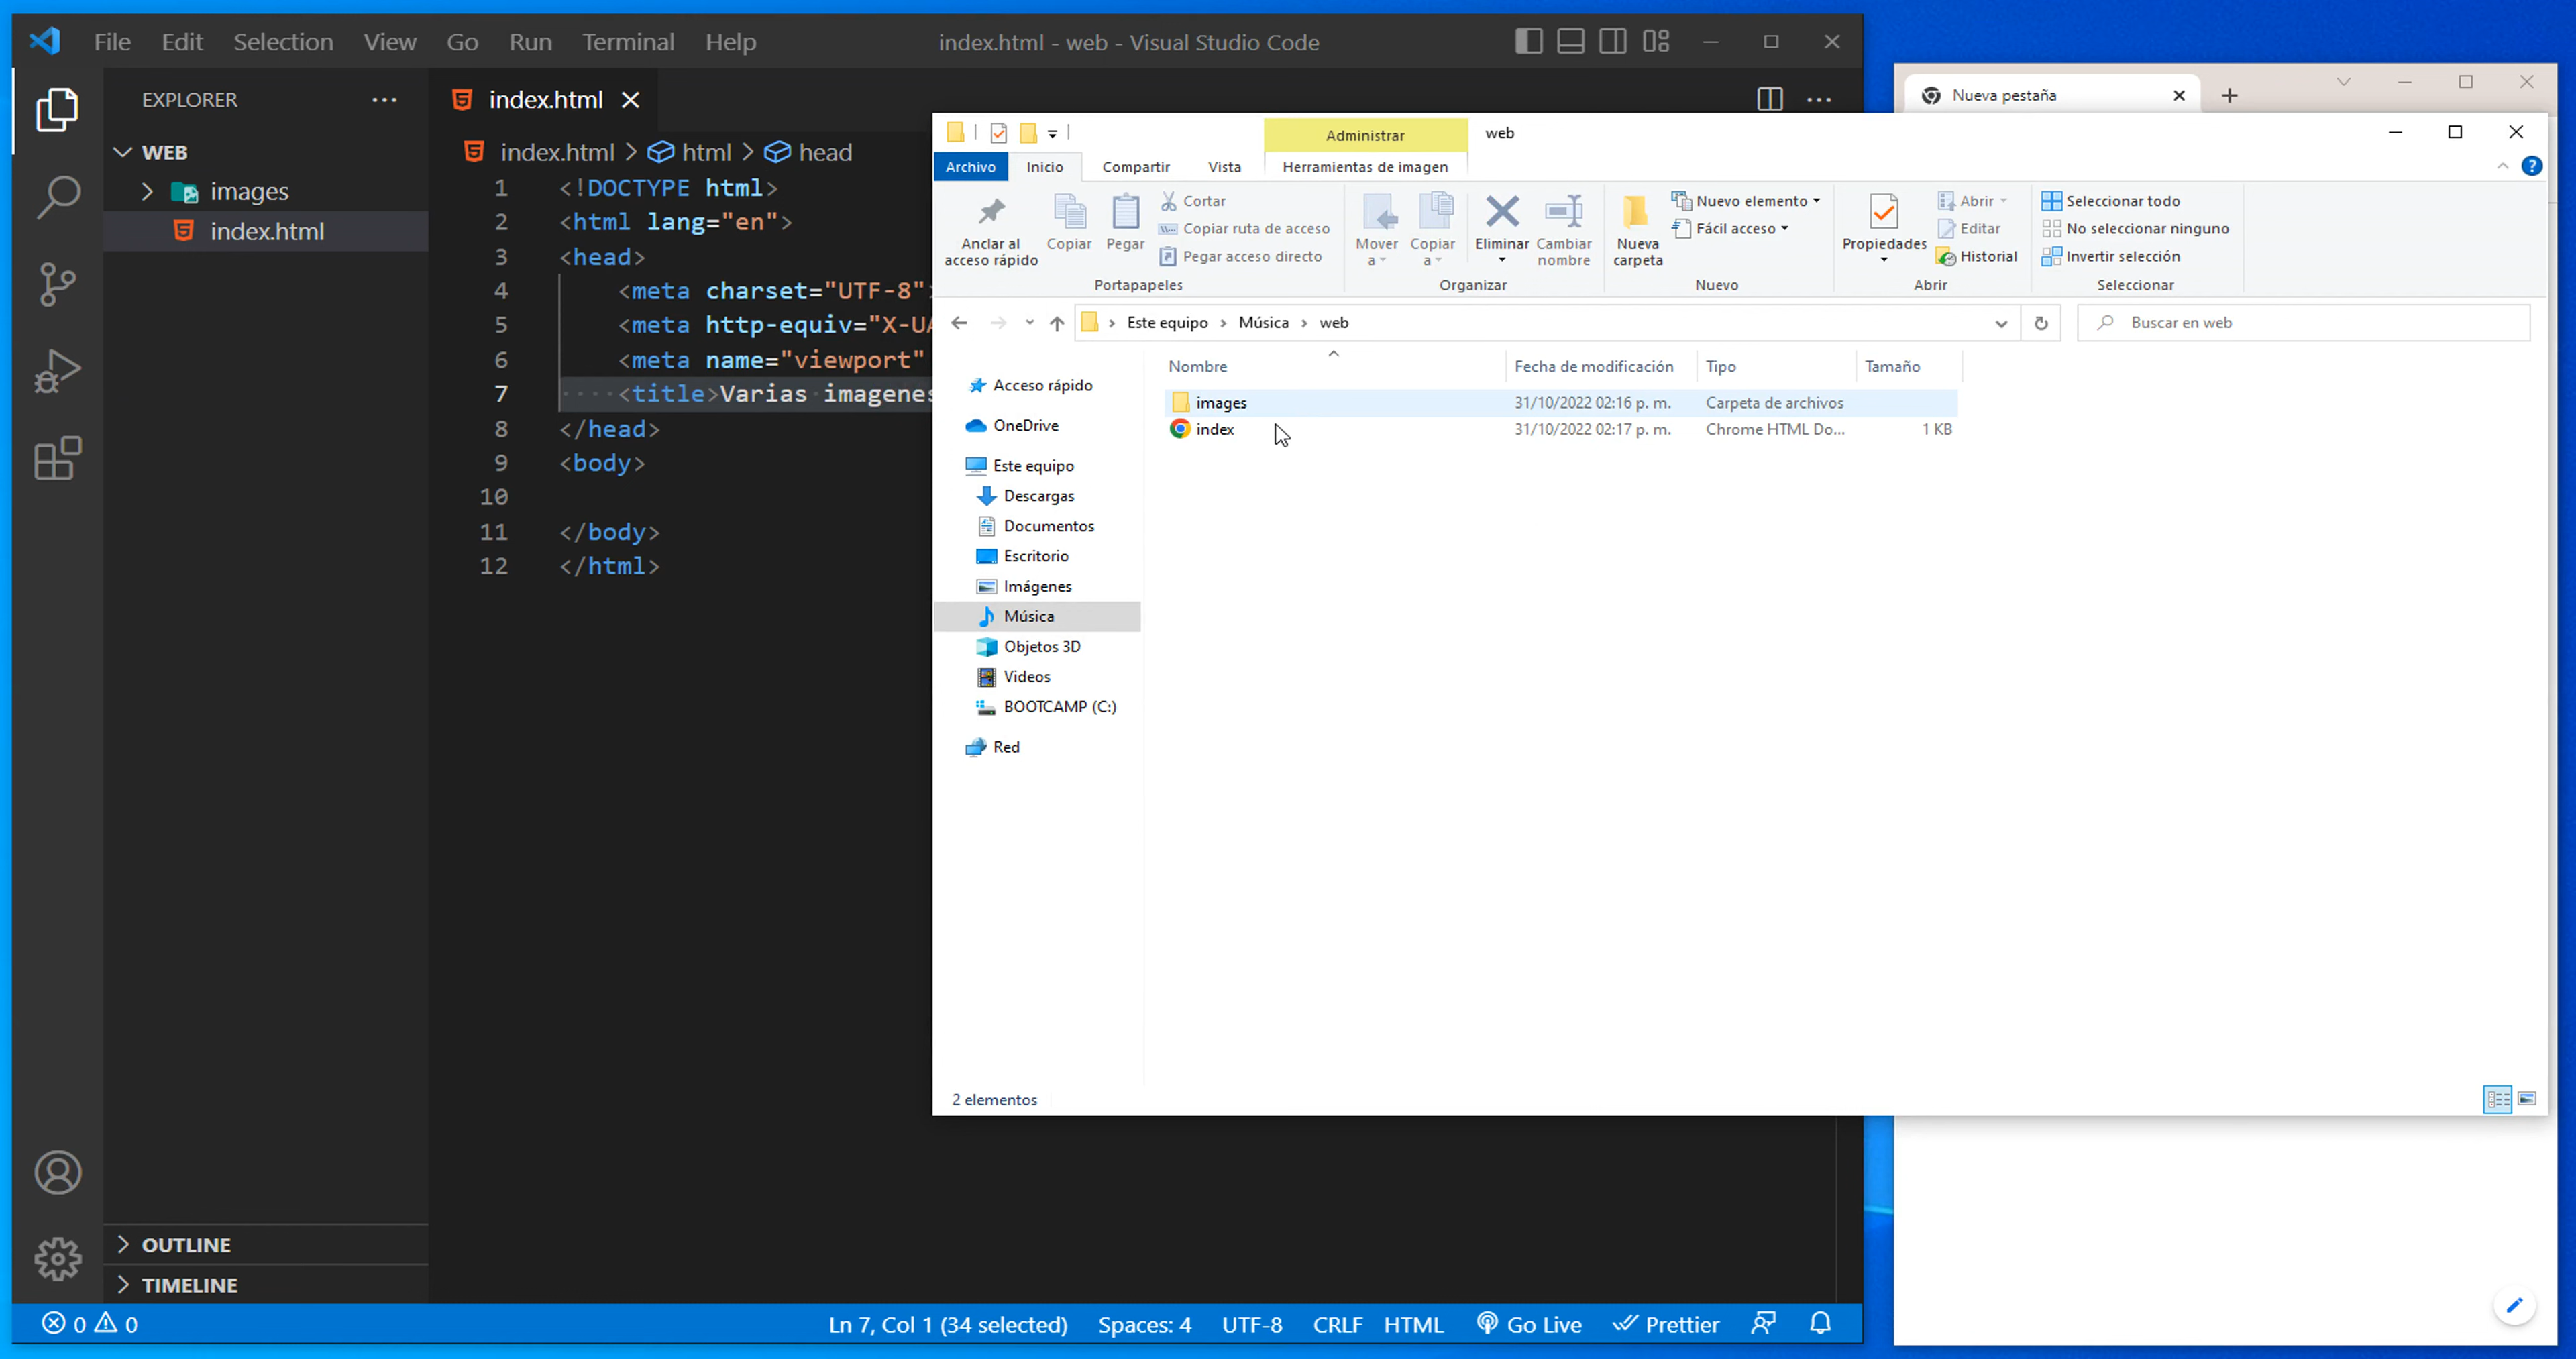 File Edit Selection View Go Run Terminal Help
index.html - web - Visual Studio Code
EXPLORER
WEB
images
index.html
index.html
index.html > html > head
1 <!DOCTYPE html>
2 <html lang="en">
3 <head>
4 <meta charset="UTF-8"
5 <meta http-equiv="X-UA
6 <meta name="viewport"
7 <title>Varias imagenes
8 </head>
9 <body>
10
11 </body>
12 </html>
OUTLINE
TIMELINE
0 0
Ln 7, Col 1 (34 selected) Spaces: 4 UTF-8 CRLF HTML Go Live Prettier
Nueva pestaña
Administrar
web
Archivo Inicio Compartir Vista Herramientas de imagen
Anclar al
acceso rápido
Copiar
Pegar
Cortar
Copiar ruta de acceso
Pegar acceso directo
Portapapeles
Mover
a
Copiar
a
Eliminar
Cambiar
nombre
Organizar
Nueva
carpeta
Nuevo elemento
Fácil acceso
Nuevo
Propiedades
Abrir
Editar
Historial
Abrir
Seleccionar todo
No seleccionar ninguno
Invertir selección
Seleccionar
Este equipo > Música > web
Buscar en web
Nombre Fecha de modificación Tipo Tamaño
images 31/10/2022 02:16 p. m. Carpeta de archivos
index 31/10/2022 02:17 p. m. Chrome HTML Do... 1 KB
Acceso rápido
OneDrive
Este equipo
Descargas
Documentos
Escritorio
Imágenes
Música
Objetos 3D
Videos
BOOTCAMP (C:)
Red
2 elementos